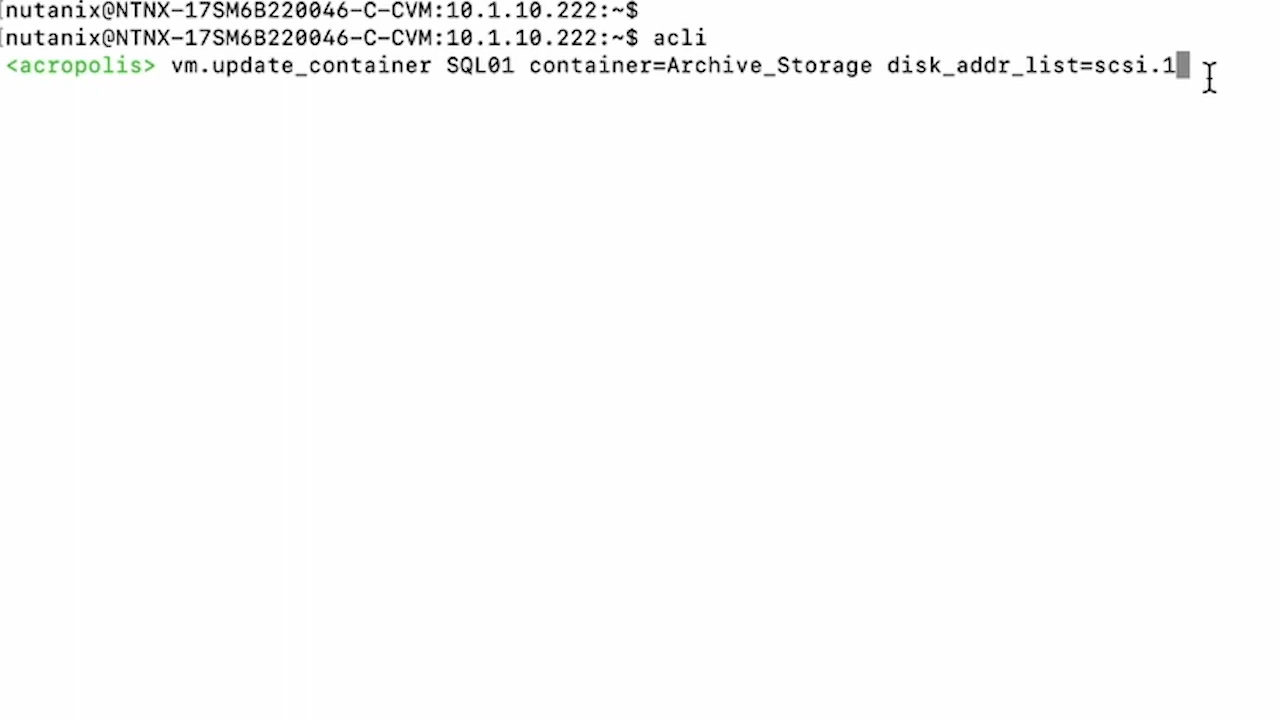 [nutanix@NTNX-17SM6B220046-C-CVM:10.1.10.222:~$
[nutanix@NTNX-17SM6B220046-C-CVM:10.1.10.222:~$ acli
<acropolis> vm.update_container SQL01 container=Archive_Storage disk_addr_list=scsi.1